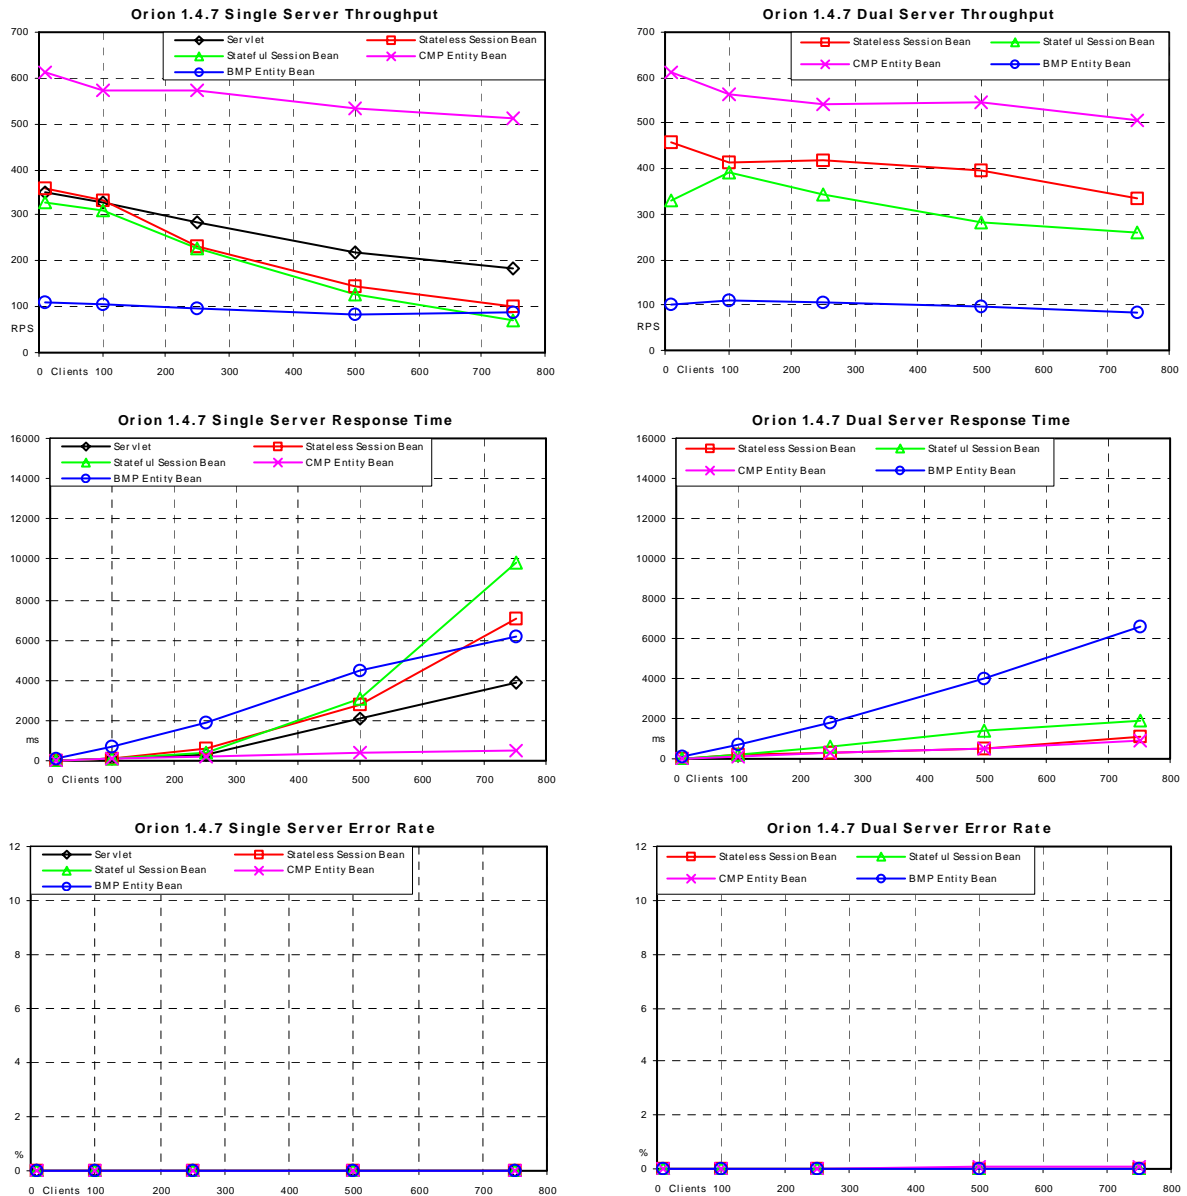 Orion 1.4.7 Single Server Throughput
Servlet
Stateless Session Bean
Stateful Session Bean
CMP Entity Bean
BMP Entity Bean
700
600
500
400
300
200
100
RPS
0
0 Clients 100 200 300 400 500 600 700 800
Orion 1.4.7 Dual Server Throughput
Stateless Session Bean
Stateful Session Bean
CMP Entity Bean
BMP Entity Bean
700
600
500
400
300
200
100
RPS
0
0 Clients 100 200 300 400 500 600 700 800
Orion 1.4.7 Single Server Response Time
Servlet
Stateless Session Bean
Stateful Session Bean
CMP Entity Bean
BMP Entity Bean
16000
14000
12000
10000
8000
6000
4000
2000
ms
0
0 Clients 100 200 300 400 500 600 700 800
Orion 1.4.7 Dual Server Response Time
Stateless Session Bean
Stateful Session Bean
CMP Entity Bean
BMP Entity Bean
16000
14000
12000
10000
8000
6000
4000
2000
ms
0
0 Clients 100 200 300 400 500 600 700 800
Orion 1.4.7 Single Server Error Rate
Servlet
Stateless Session Bean
Stateful Session Bean
CMP Entity Bean
BMP Entity Bean
12
10
8
6
4
2
%
0
0 Clients 100 200 300 400 500 600 700 800
Orion 1.4.7 Dual Server Error Rate
Stateless Session Bean
Stateful Session Bean
CMP Entity Bean
BMP Entity Bean
12
10
8
6
4
2
%
0
0 Clients 100 200 300 400 500 600 700 800